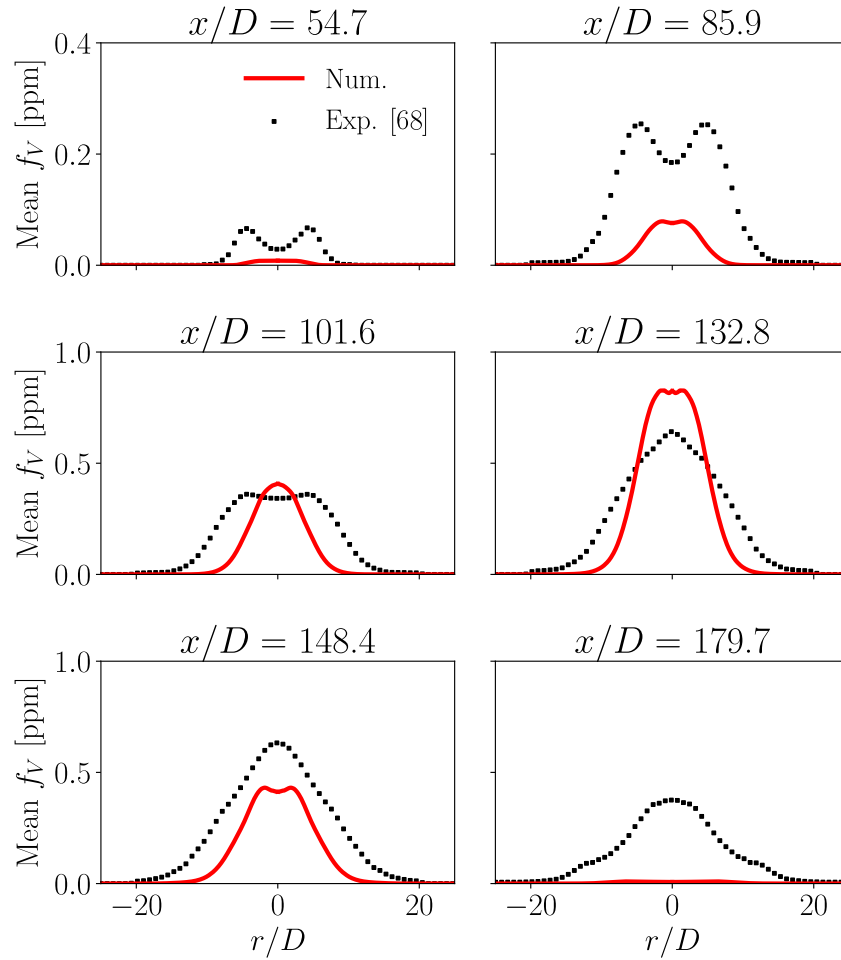 x/D = 54.7
x/D = 85.9
0.4
Num.
Exp. [68]
0.2
0.0
Mean f_V [ppm]
−20 0 20
x/D = 101.6
x/D = 132.8
1.0
0.5
0.0
Mean f_V [ppm]
x/D = 148.4
x/D = 179.7
1.0
0.5
0.0
Mean f_V [ppm]
−20 0 20
r/D
r/D